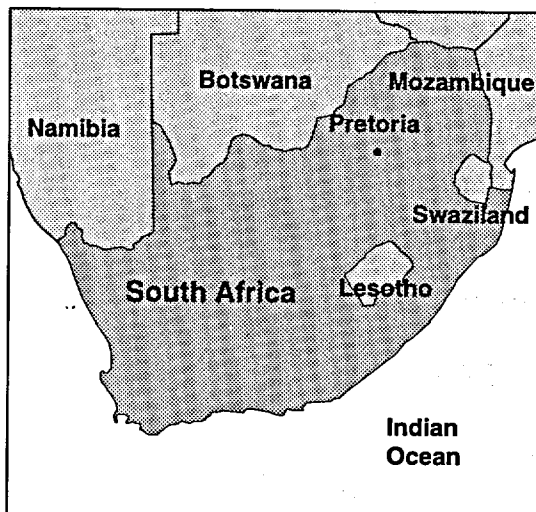 Botswana
Mozambique
Namibia
Pretoria
Swaziland
South Africa
Lesotho
Indian
Ocean